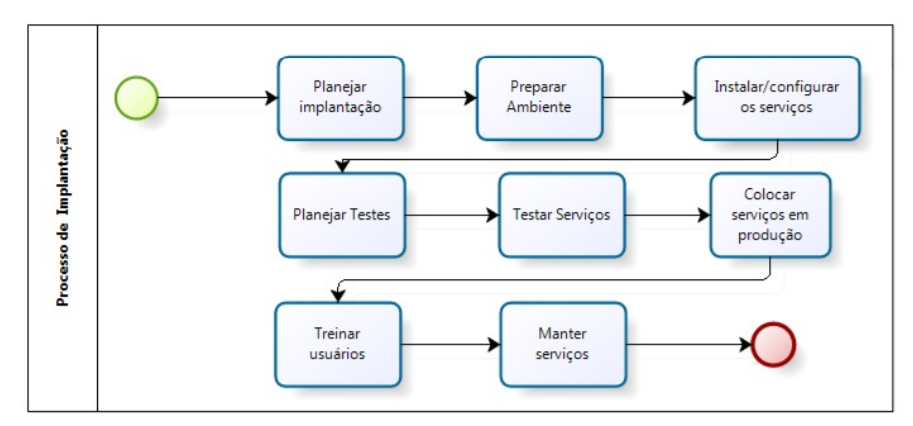 Processo de Implantação
Planejar
implantação
Preparar
Ambiente
Instalar/configurar
os serviços
Planejar Testes
Testar Serviços
Colocar
serviços em
produção
Treinar
usuários
Manter
serviços